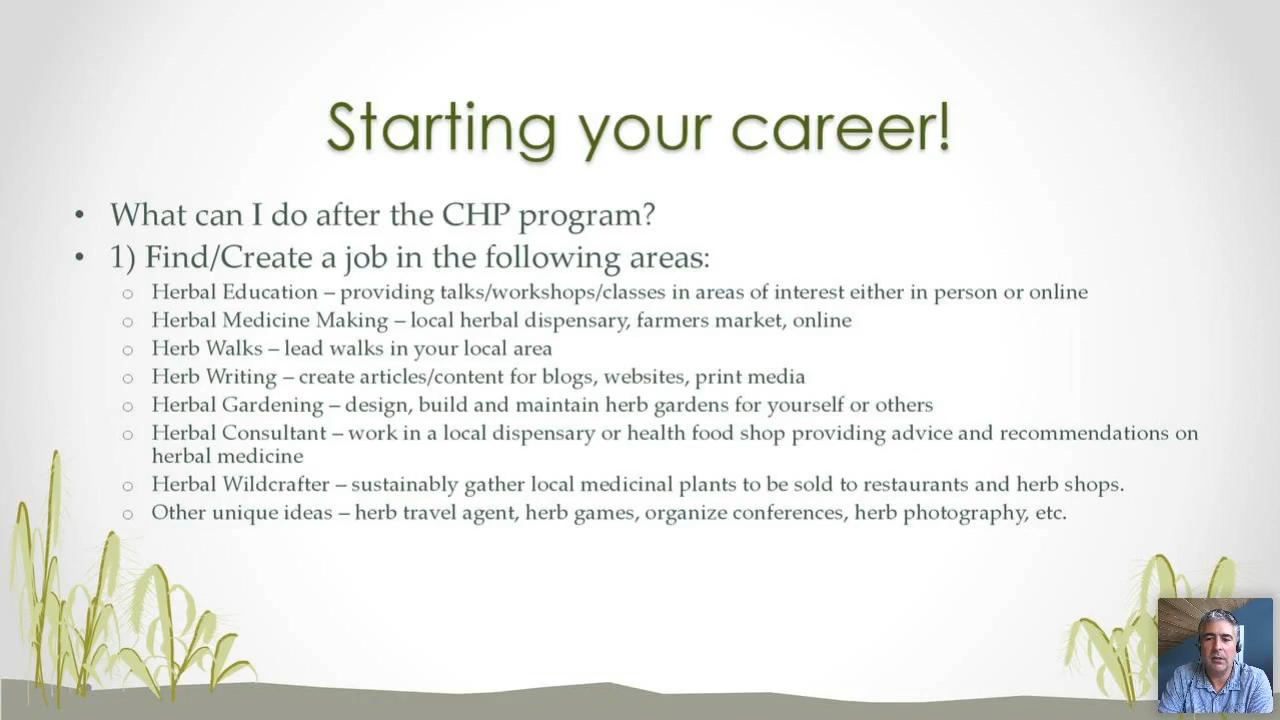 Starting your career!
• What can I do after the CHP program?
• 1) Find/Create a job in the following areas:
○ Herbal Education – providing talks/workshops/classes in areas of interest either in person or online
○ Herbal Medicine Making – local herbal dispensary, farmers market, online
○ Herb Walks – lead walks in your local area
○ Herb Writing – create articles/content for blogs, websites, print media
○ Herbal Gardening – design, build and maintain herb gardens for yourself or others
○ Herbal Consultant – work in a local dispensary or health food shop providing advice and recommendations on
herbal medicine
○ Herbal Wildcrafter – sustainably gather local medicinal plants to be sold to restaurants and herb shops.
○ Other unique ideas – herb travel agent, herb games, organize conferences, herb photography, etc.